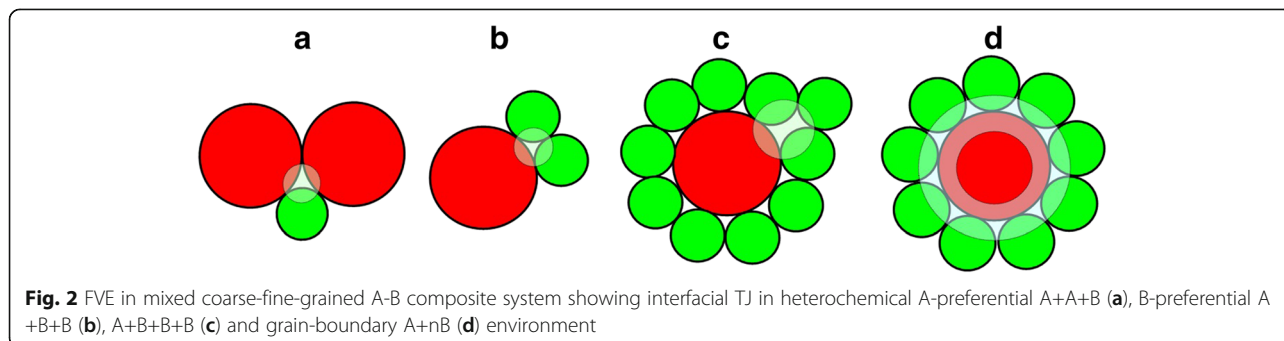 a b c d
Fig. 2 FVE in mixed coarse-fine-grained A-B composite system showing interfacial TJ in heterochemical A-preferential A+A+B (a), B-preferential A
+B+B (b), A+B+B+B (c) and grain-boundary A+nB (d) environment